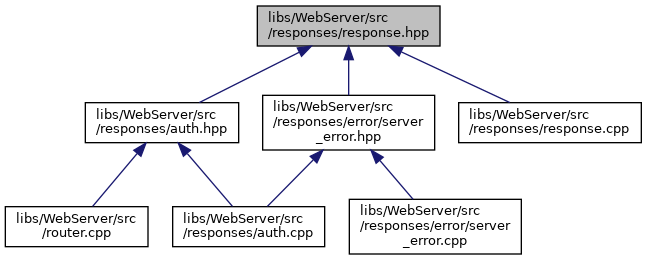 libs/WebServer/src
/responses/response.hpp
libs/WebServer/src
/responses/auth.hpp
libs/WebServer/src
/responses/error/server
_error.hpp
libs/WebServer/src
/responses/response.cpp
libs/WebServer/src
/router.cpp
libs/WebServer/src
/responses/auth.cpp
libs/WebServer/src
/responses/error/server
_error.cpp